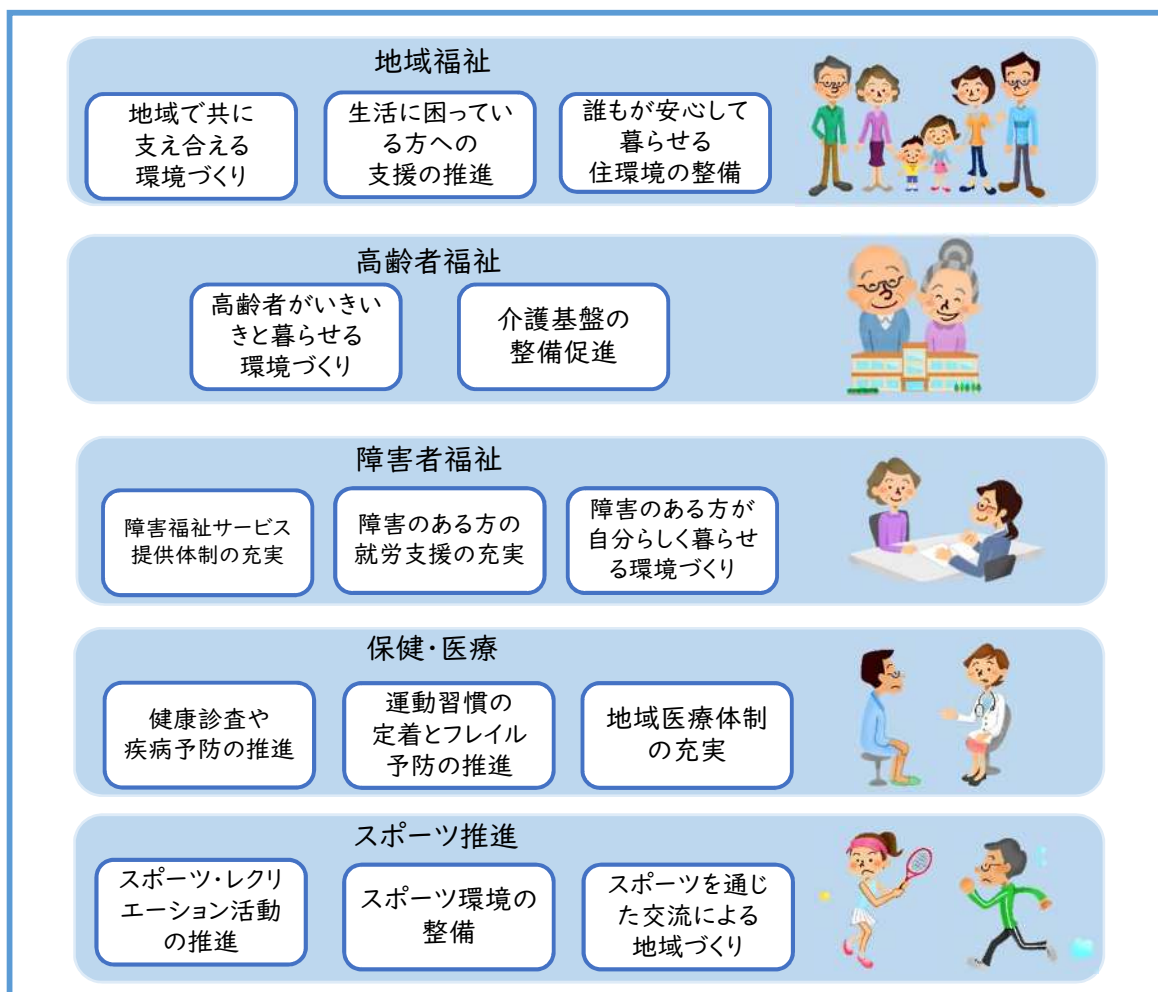 地域福祉
地域で共に
支え合える
環境づくり
生活に困ってい
る方への
支援の推進
誰もが安心して
暮らせる
住環境の整備
高齢者福祉
高齢者がいきい
きと暮らせる
環境づくり
介護基盤の
整備促進
障害者福祉
障害福祉サービス
提供体制の充実
障害のある方の
就労支援の充実
障害のある方が
自分らしく暮らせ
る環境づくり
保健・医療
健康診査や
疾病予防の推進
運動習慣の
定着とフレイル
予防の推進
地域医療体制
の充実
スポーツ推進
スポーツ・レクリ
エーション活動
の推進
スポーツ環境の
整備
スポーツを通じ
た交流による
地域づくり